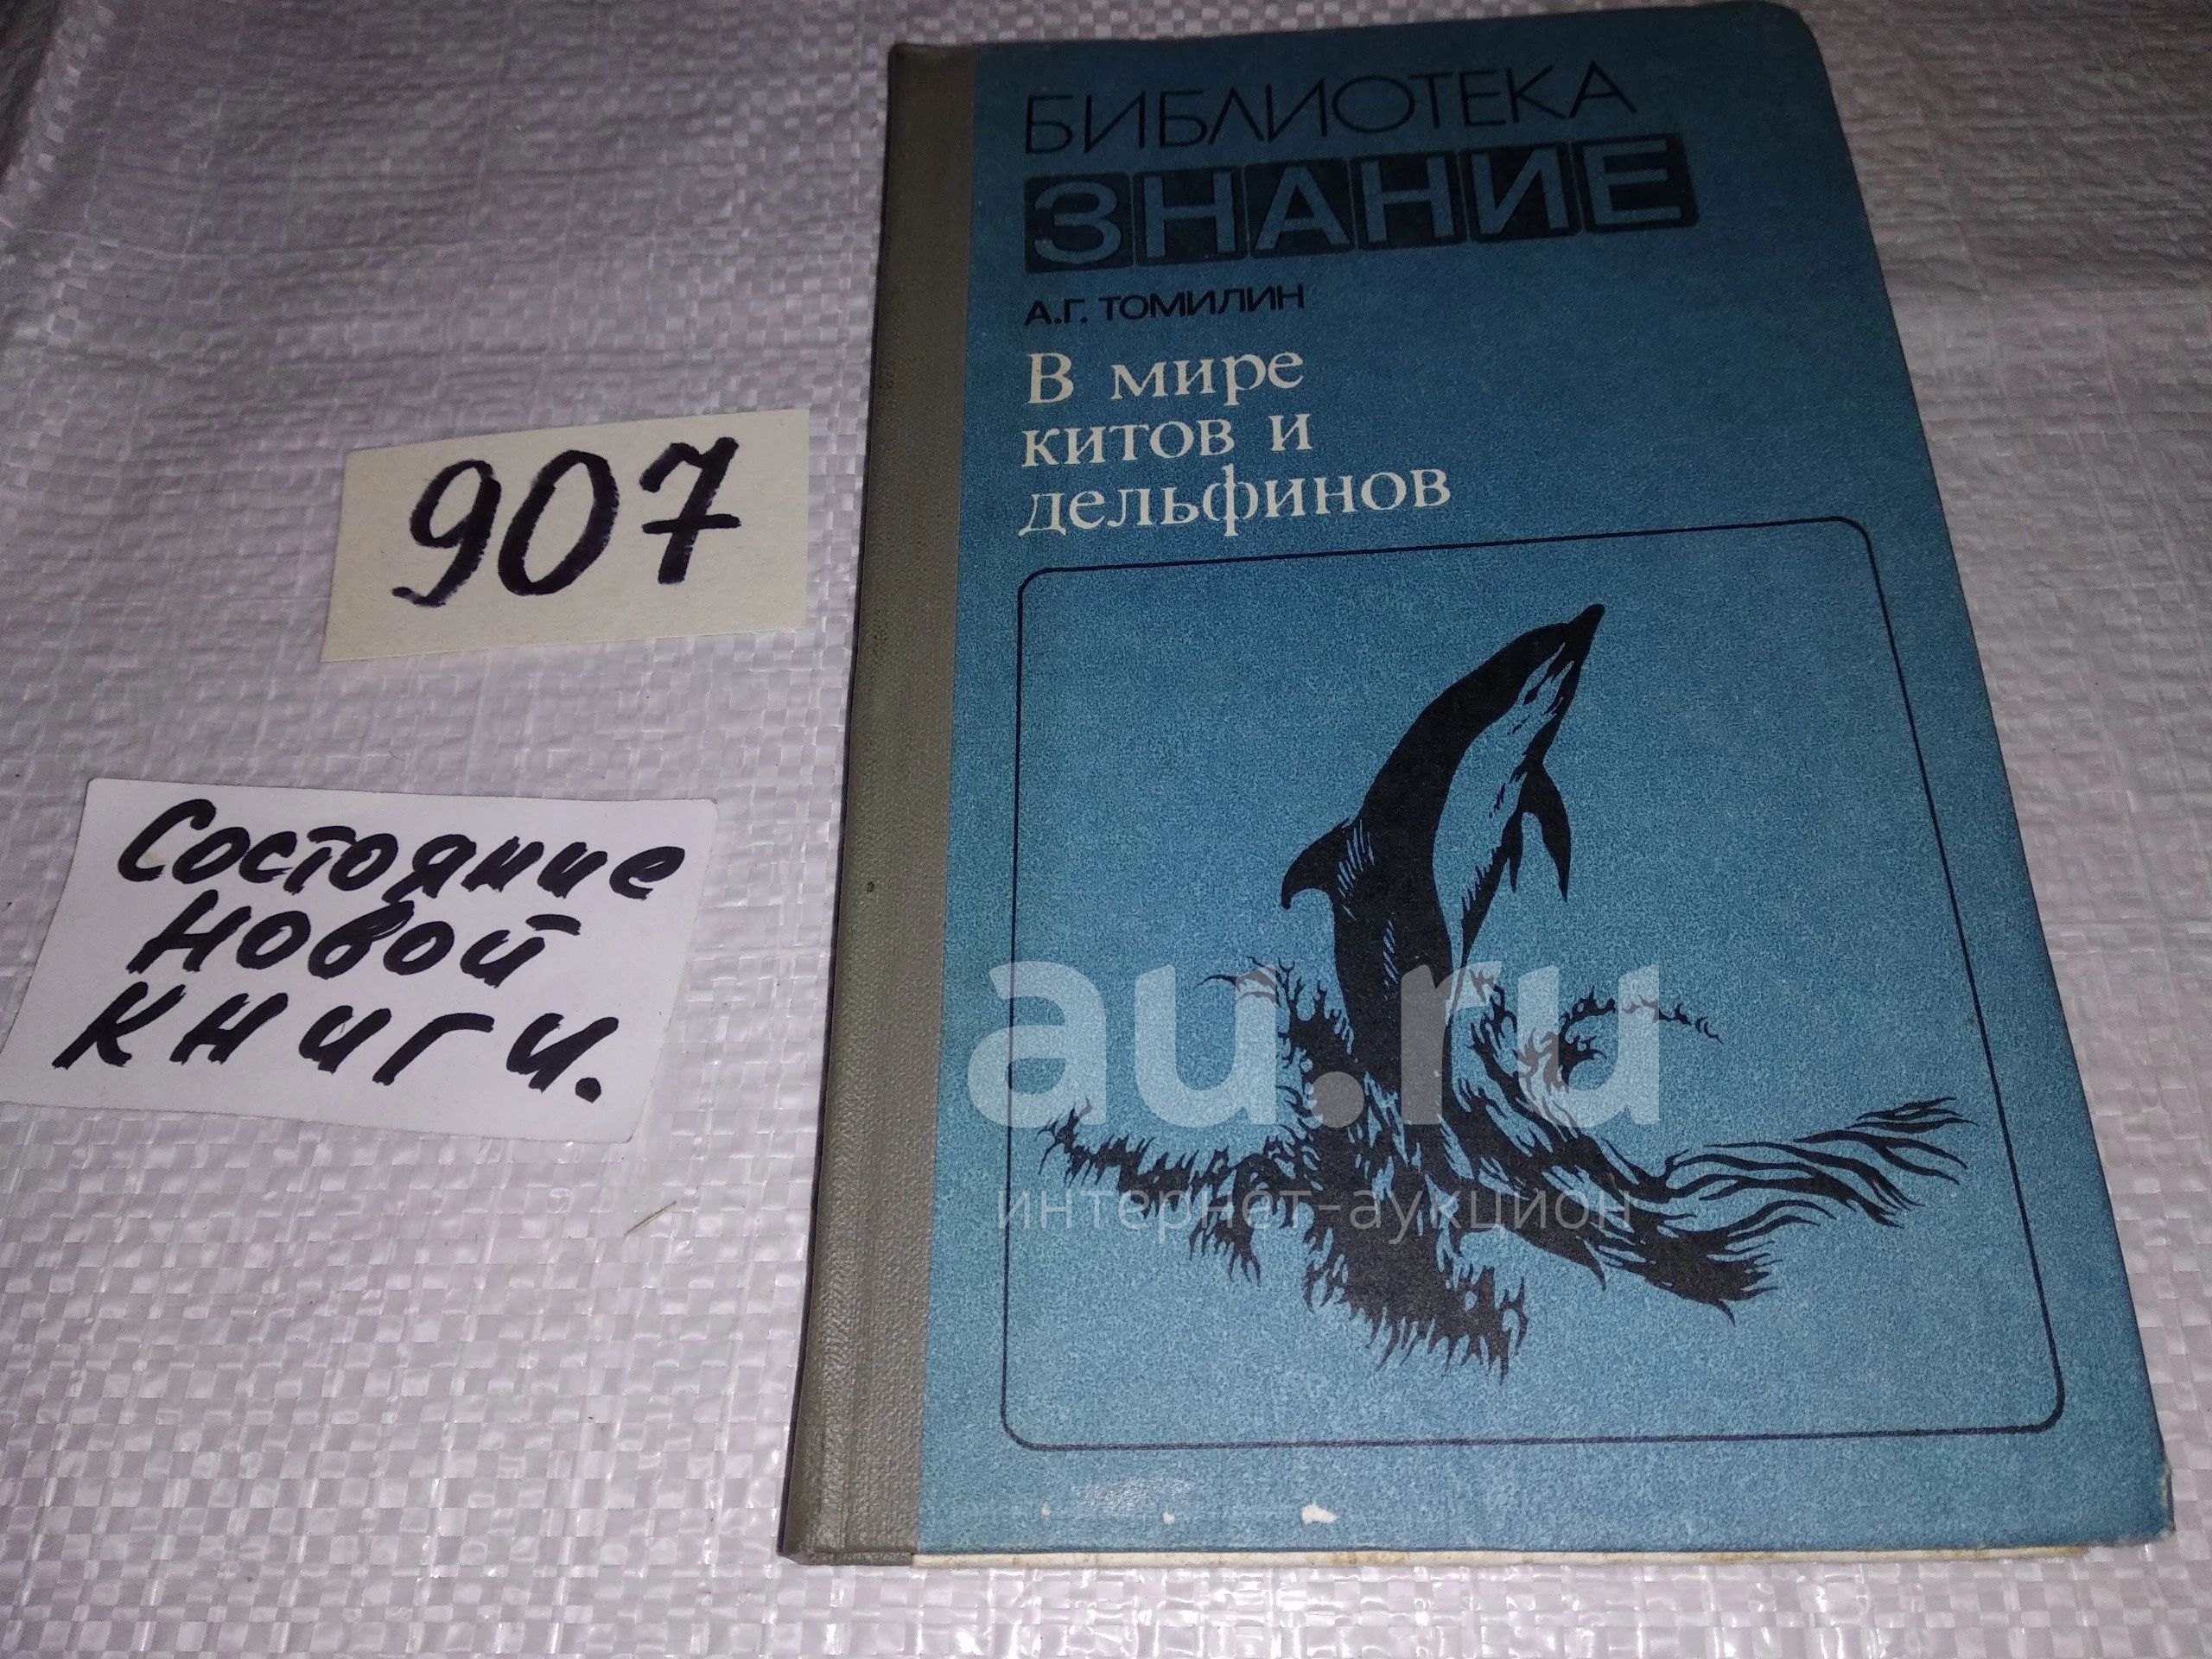 БИБЛИОТЕКА
ЗНАНИЕ
А.Г. ТОМИЛИН
В мире
китов и
дельфинов
907
Состояние
новой
книги.
au.ru
интернет-аукцион